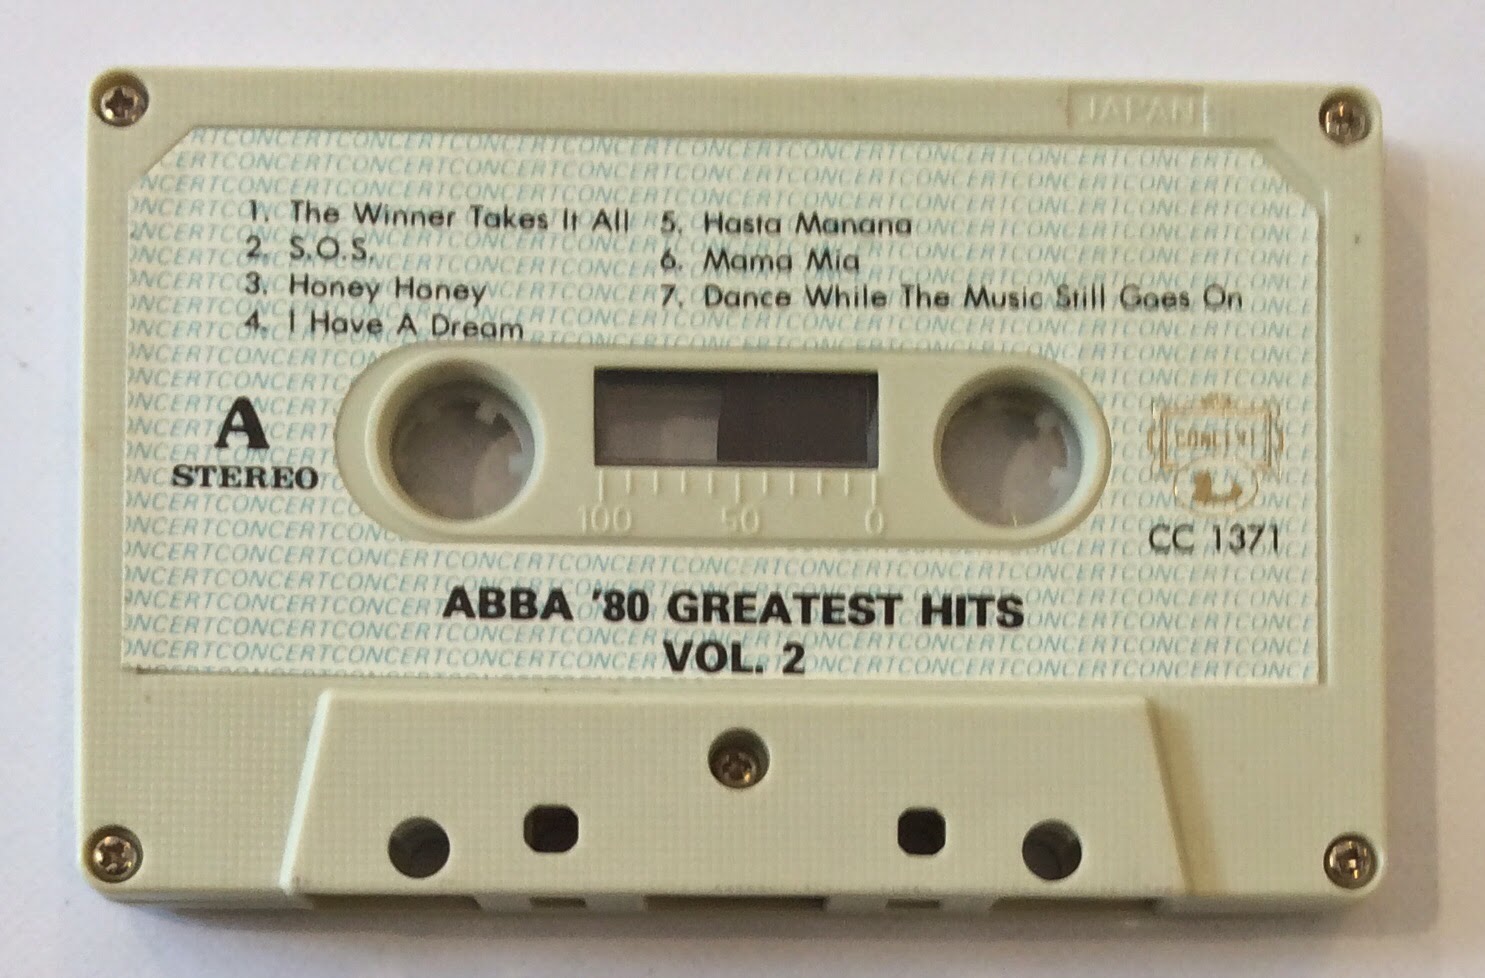 JAPAN
1. The Winner Takes It All
2. S.O.S.
3. Honey Honey
4. I Have A Dream
5. Hasta Manana
6. Mama Mia
7. Dance While The Music Still Goes On
A
STEREO
100 50 0
CONCERT
CC 1371
ABBA '80 GREATEST HITS
VOL. 2